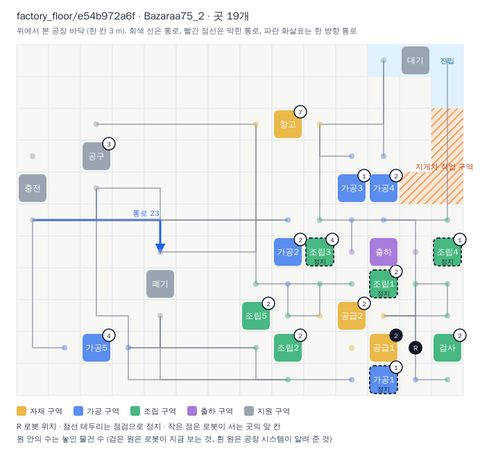 factory_floor/e54b972a6f · Bazaraa75_2 · 곳 19개
위에서 본 공장 바닥 (한 칸 3 m). 회색 선은 통로, 빨간 점선은 막힌 통로, 파란 화살표는 한 방향 통로
대기
전립
창고 7
공구 3
지게차 작업 구역
충전
가공3 1
가공4 2
통로 23
가공2 2
조립3 4
정지
출하
조립4 1
정지
폐기
조립1 2
정지
조립5 2
공급2 2
가공5 4
조립2 2
공급1 2
R
검사 2
가공1 1
정지
자재 구역
가공 구역
조립 구역
출하 구역
지원 구역
R 로봇 위치 · 점선 테두리는 점검으로 정지 · 작은 점은 로봇이 서는 곳의 앞 칸
원 안의 수는 놓인 물건 수 (검은 원은 로봇이 지금 보는 것, 흰 원은 공장 시스템이 알려 준 것)